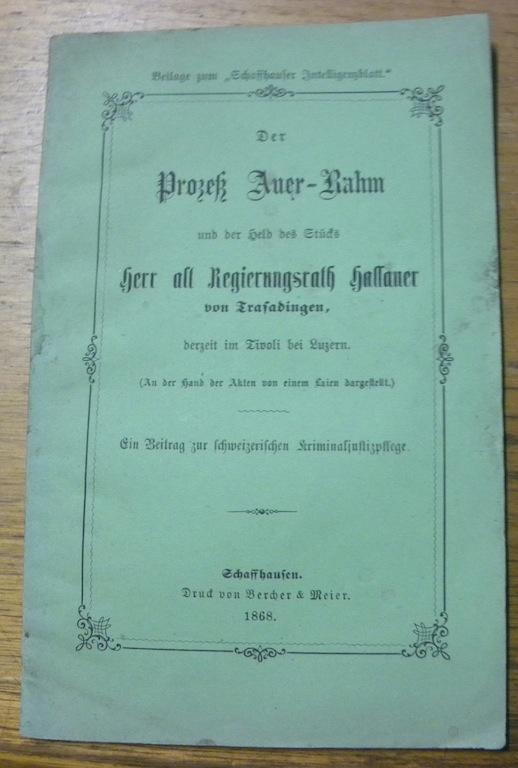 Beilage zum „Schaffhauser Intelligenzblatt.“
Der
Prozeß Auer-Rahm
und der Held des Stücks
Herr alt Regierungsrath Hallauer
von Trasadingen,
derzeit im Tivoli bei Luzern.
(An der Hand der Akten von einem Laien dargestellt.)
Ein Beitrag zur schweizerischen Kriminaljustizpflege.
Schaffhausen.
Druck von Bercher & Meier.
1868.